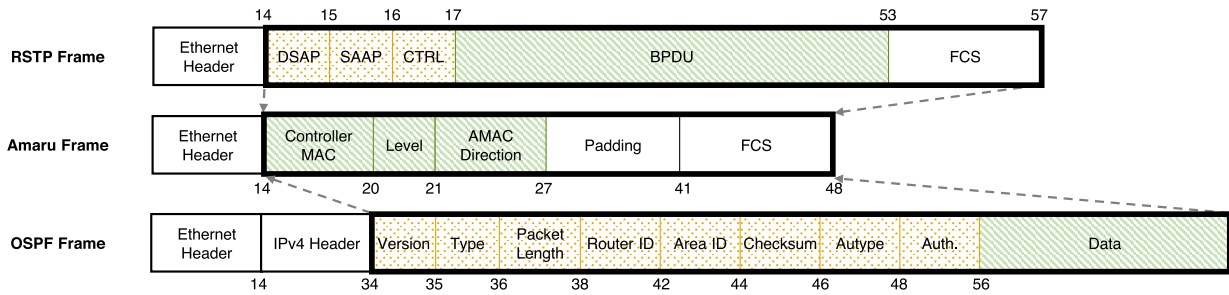 14 15 16 17 53 57
RSTP Frame
Ethernet
Header
DSAP SAAP CTRL BPDU FCS
Amaru Frame
Ethernet
Header
Controller
MAC
Level
AMAC
Direction
Padding
FCS
14 20 21 27 41 48
OSPF Frame
Ethernet
Header
IPv4 Header
Version
Type
Packet
Length
Router ID
Area ID
Checksum
Autype
Auth.
Data
14 34 35 36 38 42 44 46 48 56